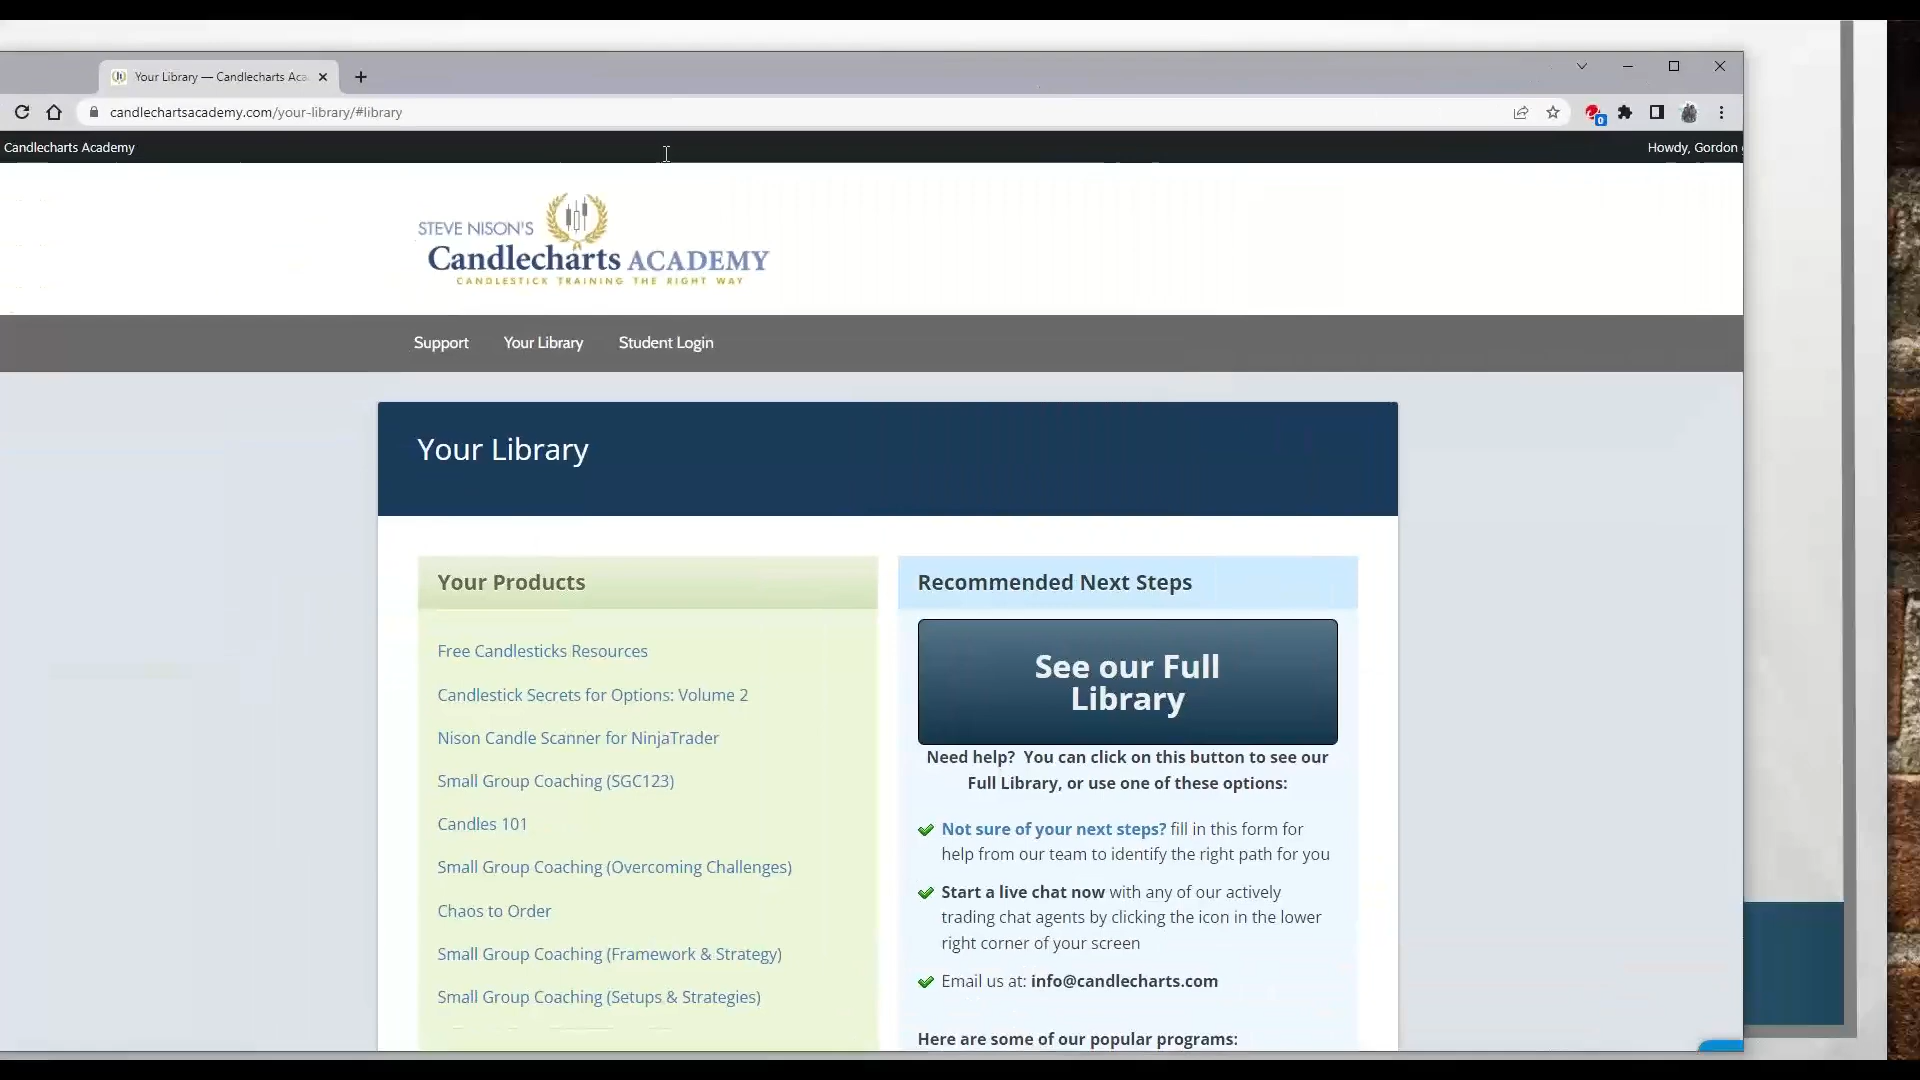 Your Library — Candlecharts Aca
candlechartsacademy.com/your-library/#library
0
Candlecharts Academy
Howdy, Gordon
STEVE NISON'S
Candlecharts ACADEMY
CANDLESTICK TRAINING THE RIGHT WAY
Support
Your Library
Student Login
Your Library
Your Products
Free Candlesticks Resources
Candlestick Secrets for Options: Volume 2
Nison Candle Scanner for NinjaTrader
Small Group Coaching (SGC123)
Candles 101
Small Group Coaching (Overcoming Challenges)
Chaos to Order
Small Group Coaching (Framework & Strategy)
Small Group Coaching (Setups & Strategies)
Recommended Next Steps
See our Full
Library
Need help? You can click on this button to see our
Full Library, or use one of these options:
Not sure of your next steps? fill in this form for
help from our team to identify the right path for you
Start a live chat now with any of our actively
trading chat agents by clicking the icon in the lower
right corner of your screen
Email us at: info@candlecharts.com
Here are some of our popular programs: